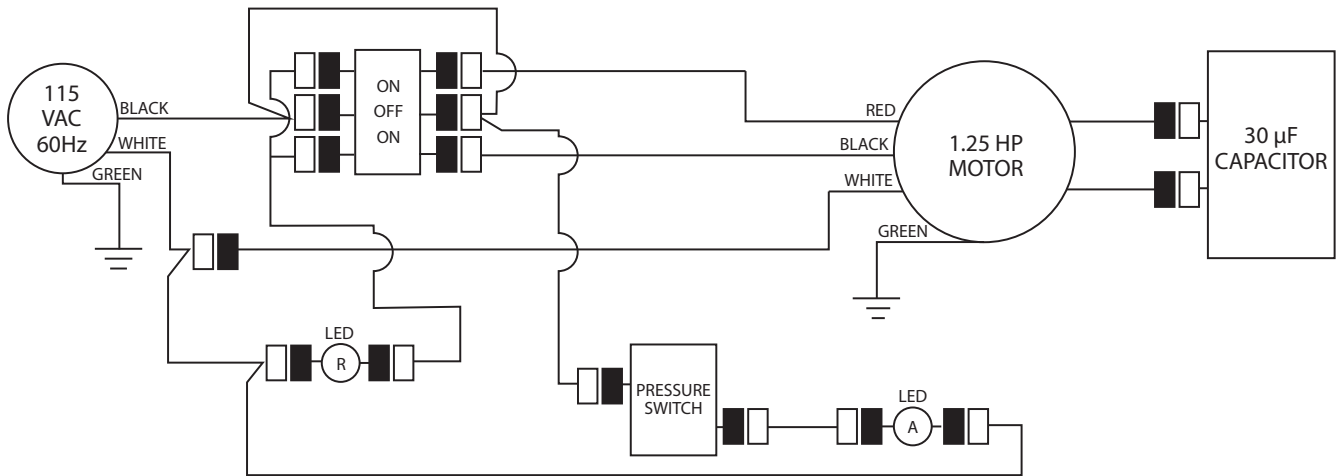 115
VAC
60Hz
BLACK
WHITE
GREEN
ON
OFF
ON
RED
BLACK
WHITE
GREEN
1.25 HP
MOTOR
30 µF
CAPACITOR
LED
R
PRESSURE
SWITCH
LED
A